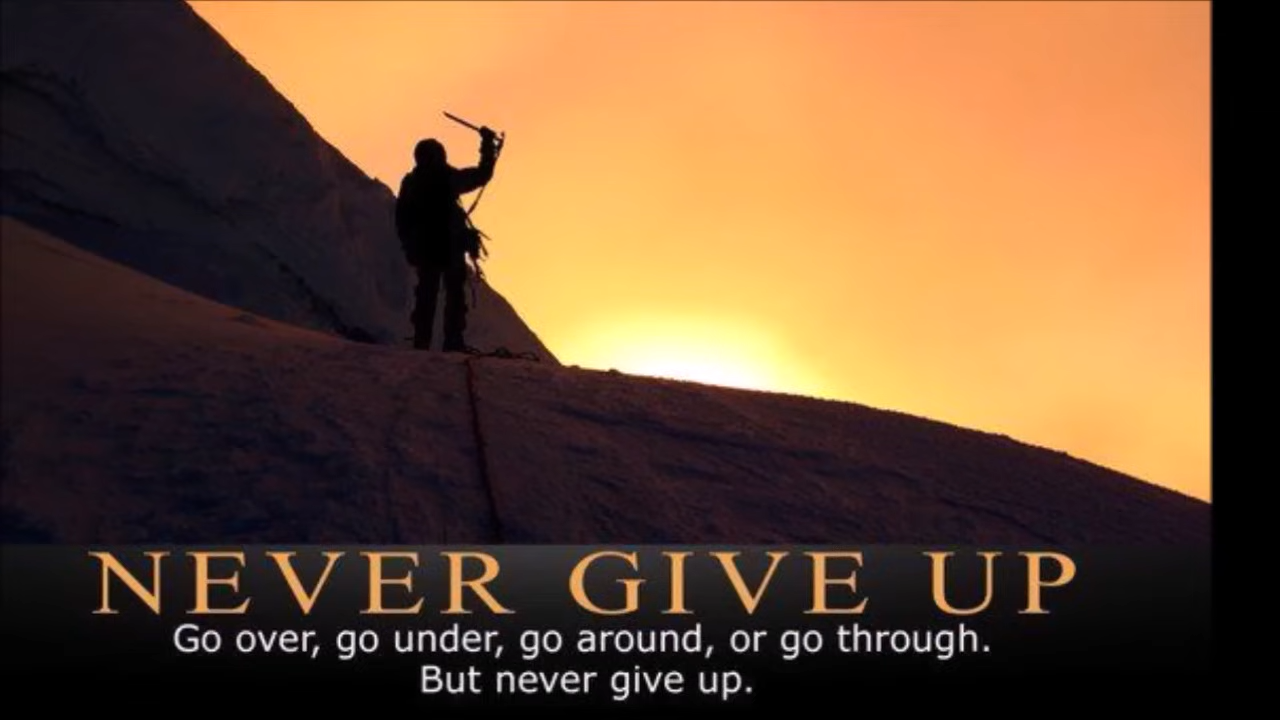 NEVER GIVE UP
Go over, go under, go around, or go through.
But never give up.